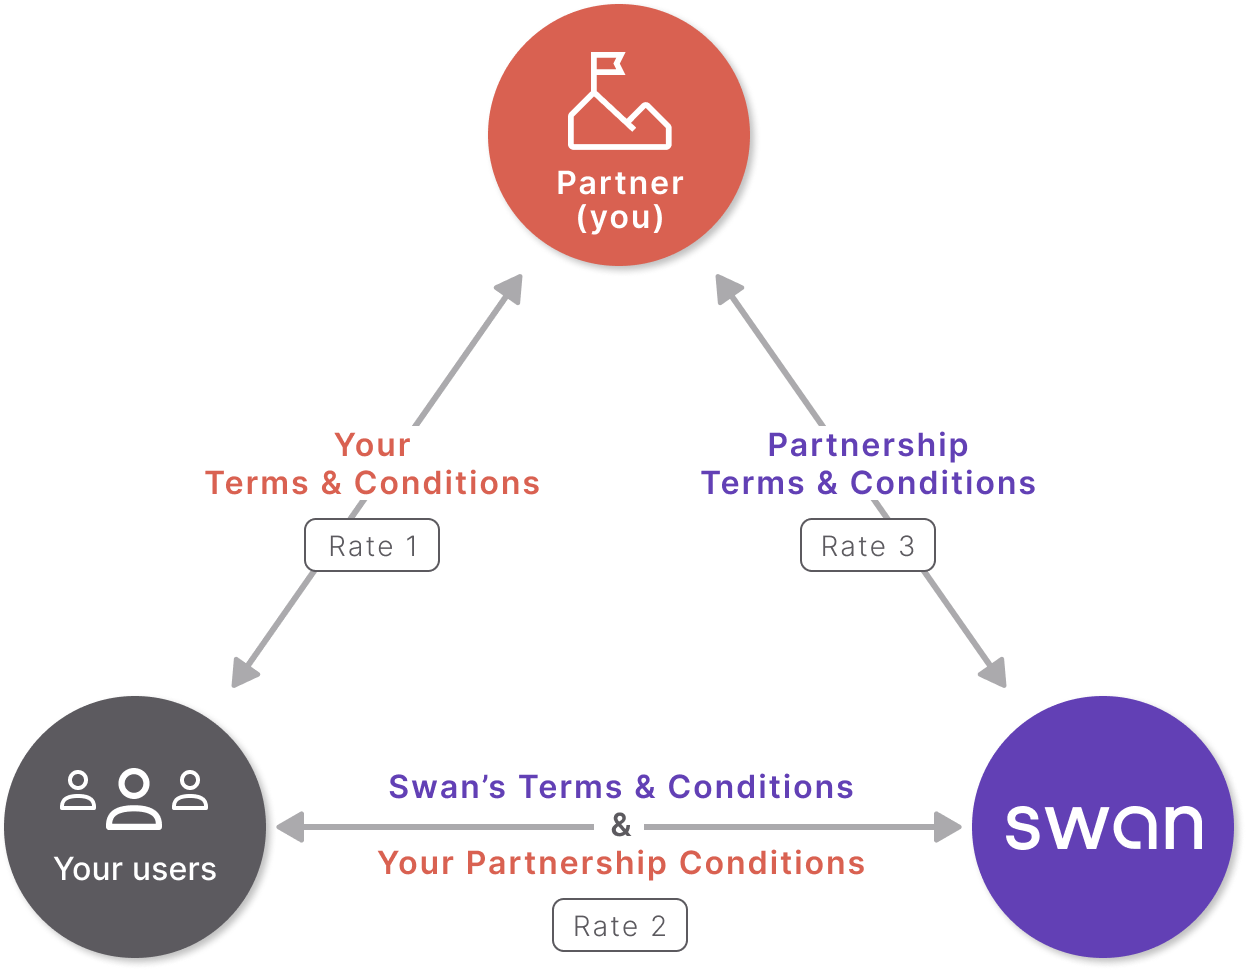 Partner
(you)
Your
Terms & Conditions
Rate 1
Partnership
Terms & Conditions
Rate 3
Your users
Swan’s Terms & Conditions
&
Your Partnership Conditions
Rate 2
swan